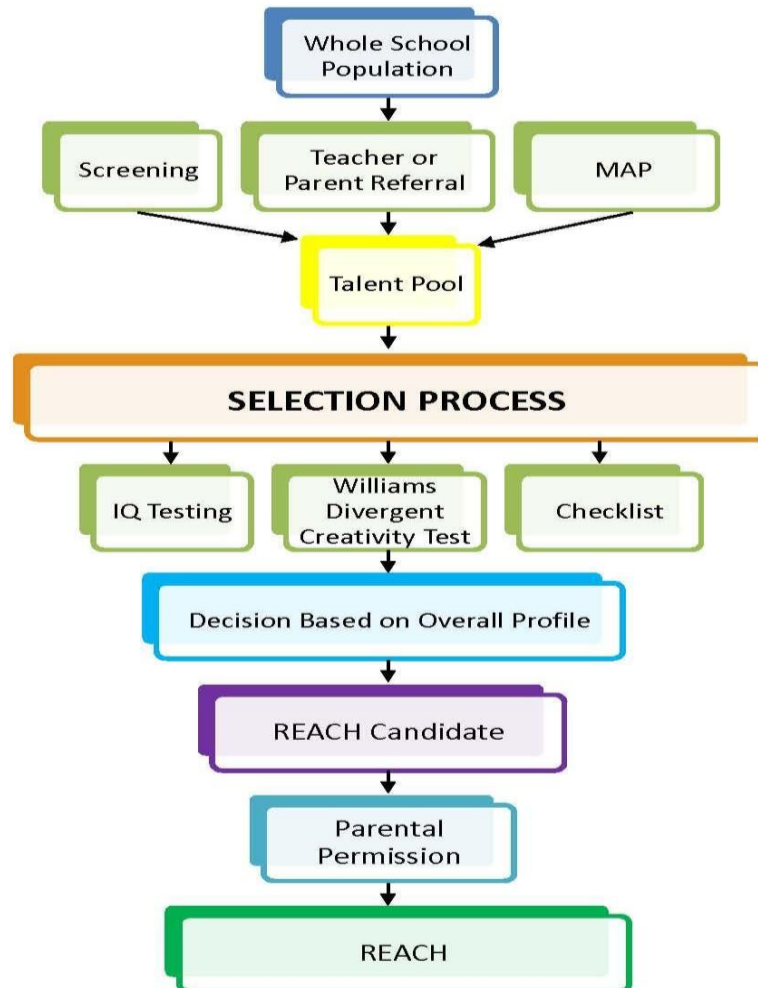 Whole School
Population
Screening
Teacher or
Parent Referral
MAP
Talent Pool
SELECTION PROCESS
IQ Testing
Williams
Divergent
Creativity Test
Checklist
Decision Based on Overall Profile
REACH Candidate
Parental
Permission
REACH